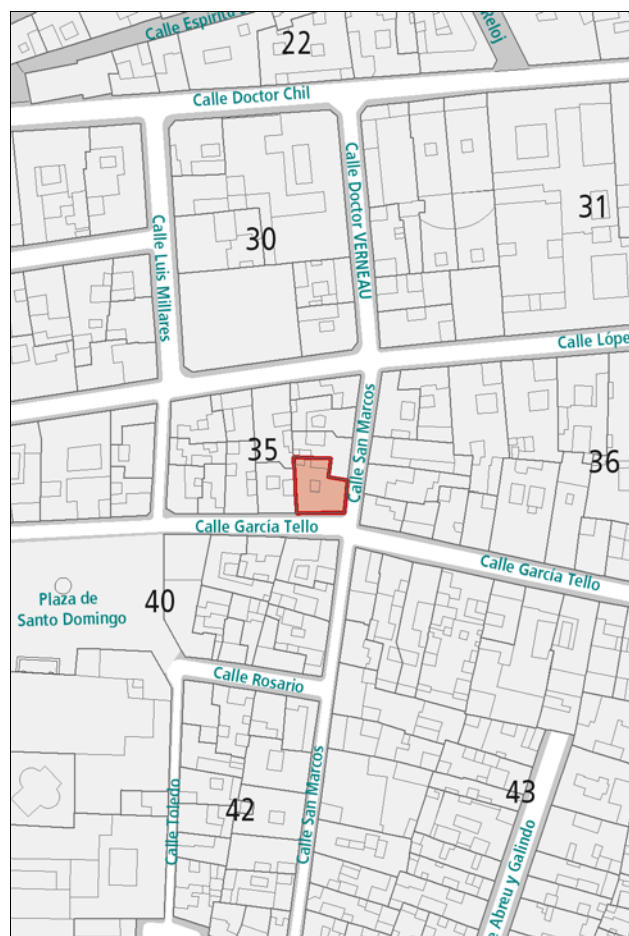 Calle Espíritu
22
Reloj
Calle Doctor Chil
Calle Doctor VERNEAU
31
30
Calle Luis Millares
Calle Lópe
Calle San Marcos
35
36
Calle García Tello
Calle García Tello
Plaza de
Santo Domingo
40
Calle Rosario
Calle San Marcos
43
42
Calle Toledo
e Abreu y Galindo